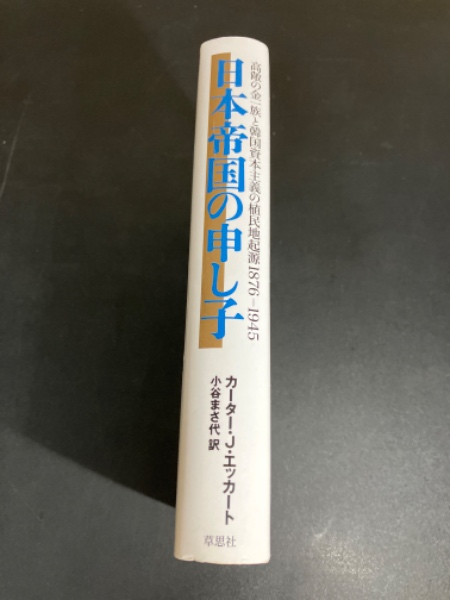 高敞の金一族と韓国資本主義の植民地起源1876-1945
日本帝国の申し子
カーター・J・エッカート
小谷まさ代 訳
草思社